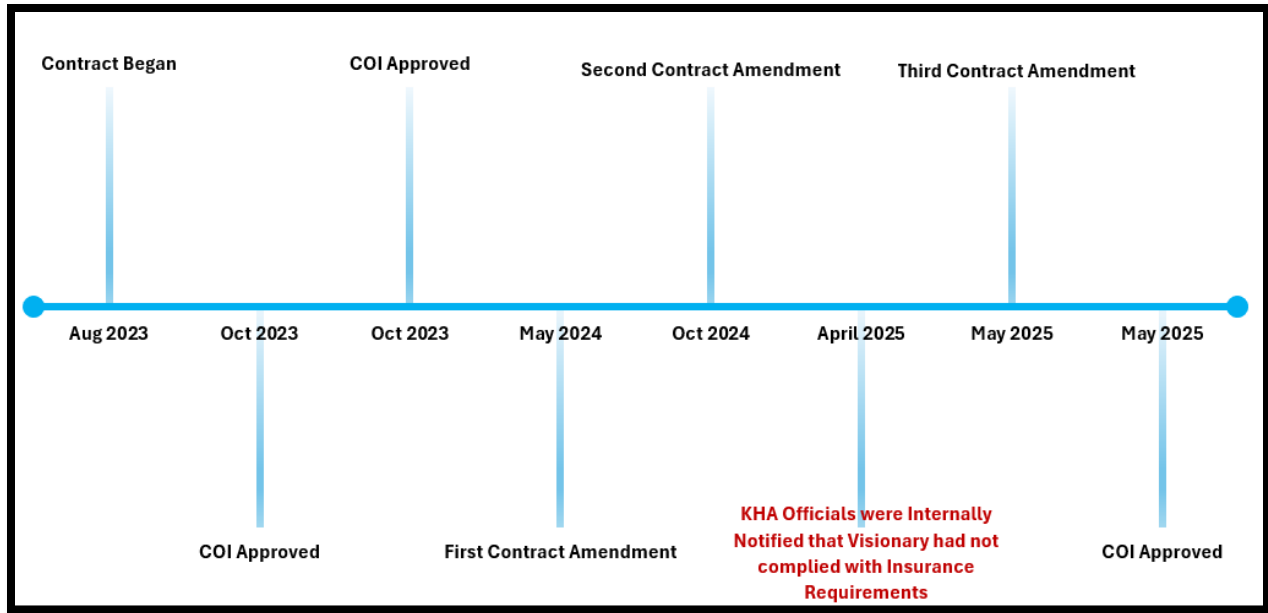 Contract Began
COI Approved
Second Contract Amendment
Third Contract Amendment
Aug 2023
Oct 2023
Oct 2023
May 2024
Oct 2024
April 2025
May 2025
May 2025
COI Approved
First Contract Amendment
KHA Officials were Internally
Notified that Visionary had not
complied with Insurance
Requirements
COI Approved